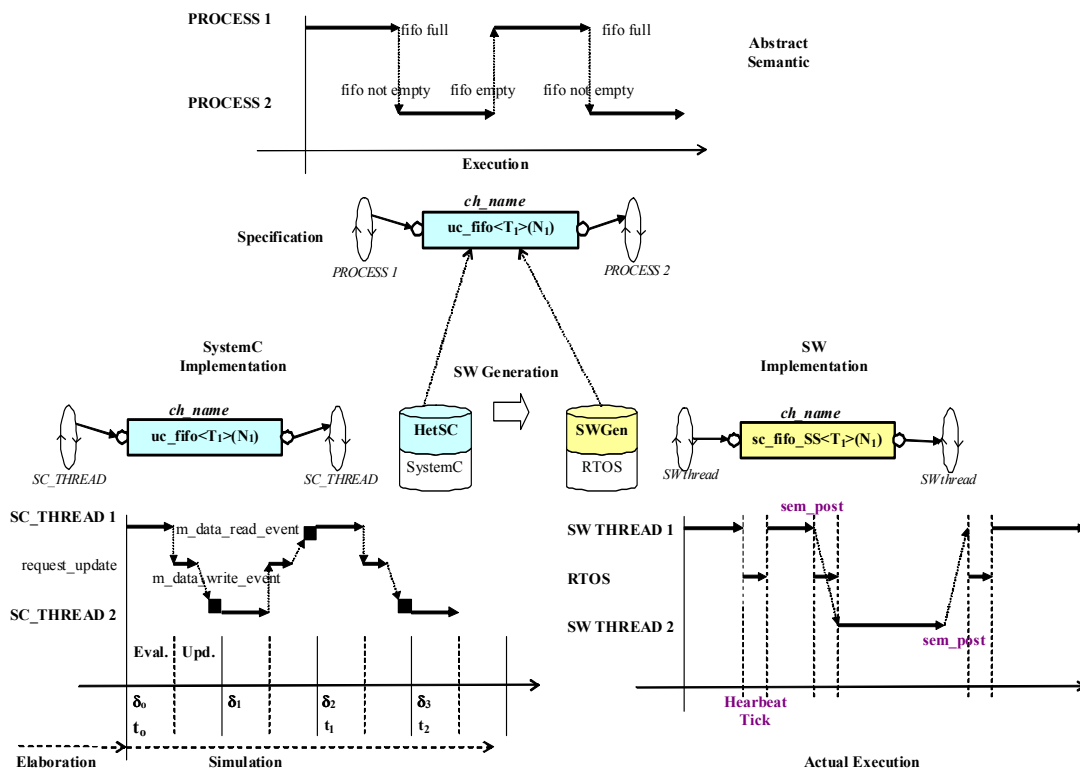 PROCESS 1
fifo full
fifo full
Abstract
Semantic
fifo not empty
fifo empty
fifo not empty
PROCESS 2
Execution
ch_name
uc_fifo<T₁>(N₁)
Specification
PROCESS 1
PROCESS 2
SystemC
Implementation
SW Generation
SW
Implementation
ch_name
uc_fifo<T₁>(N₁)
SC_THREAD
SC_THREAD
HetSC
SystemC
SWGen
RTOS
ch_name
sc_fifo_SS<T₁>(N₁)
SWthread
SWthread
SC_THREAD 1
m_data_read_event
request_update
m_data_write_event
SC_THREAD 2
Eval.
Upd.
δ₀
δ₁
δ₂
δ₃
t₀
t₁
t₂
Elaboration
Simulation
sem_post
SW THREAD 1
RTOS
SW THREAD 2
sem_post
Hearbeat
Tick
Actual Execution